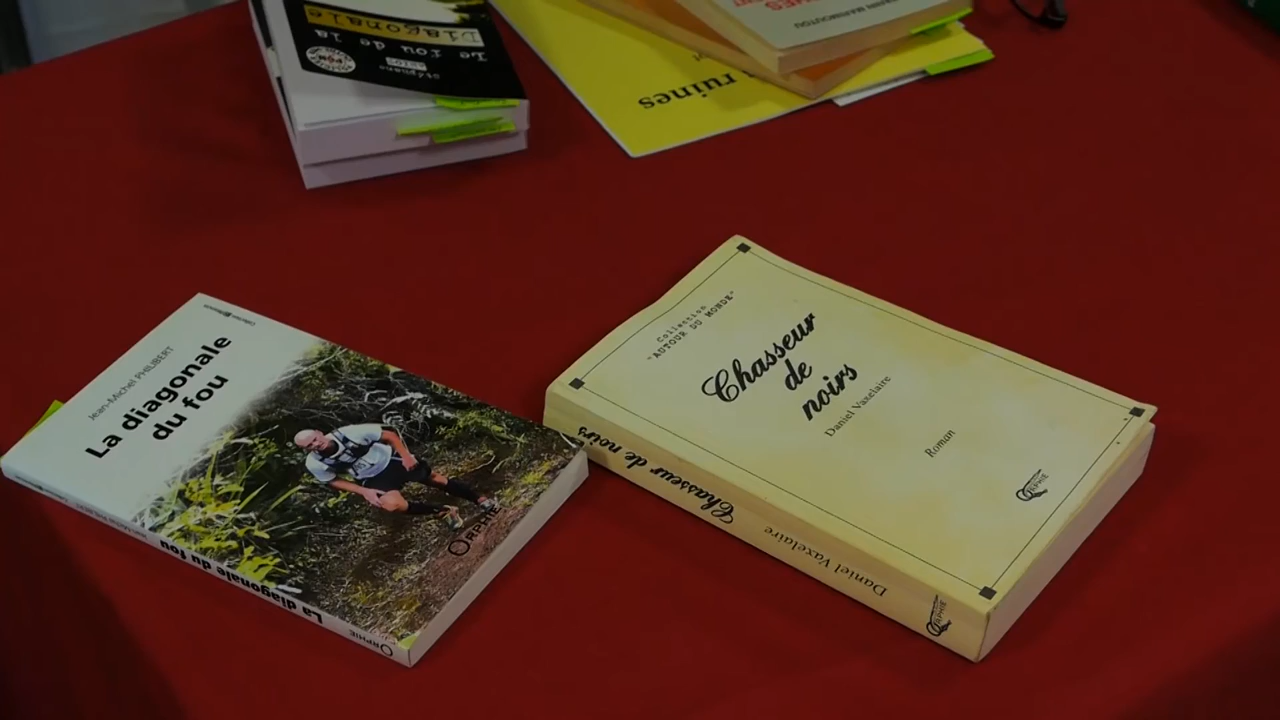 Le fou de la
Diagonale
ruines
Jean-Michel PHILIBERT
La diagonale
du fou
ORPHIE
La diagonale du fou
ORPHIE
Collection
"AUTOUR DU MONDE"
Chasseur
de
noirs
Daniel Vaxelaire
Roman
ORPHIE
Chasseur de noirs
Daniel Vaxelaire
ORPHIE